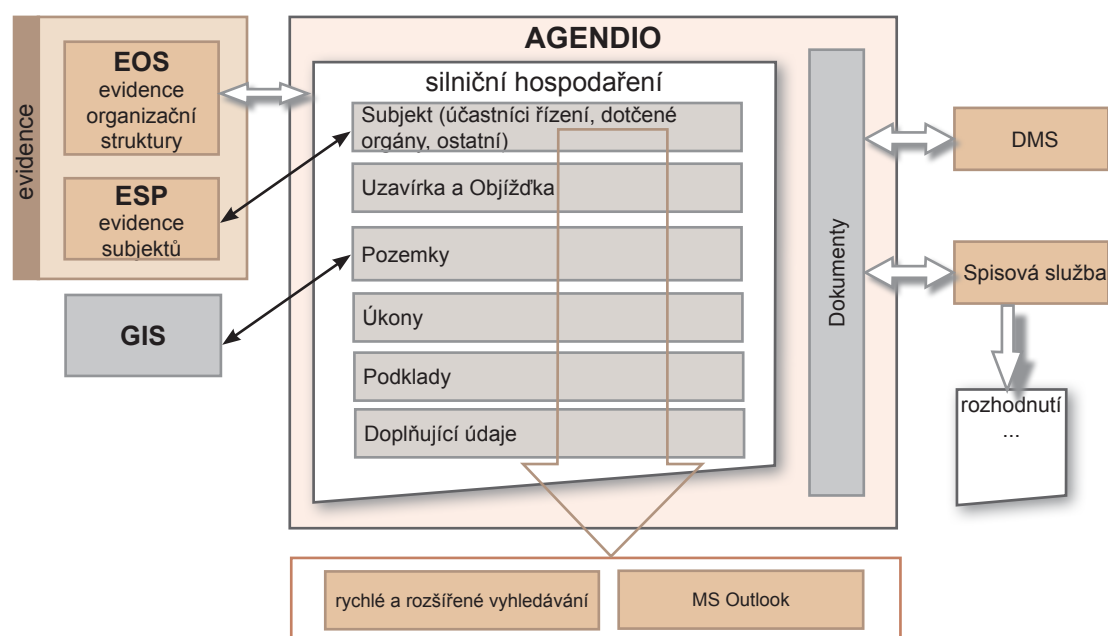 evidence
EOS
evidence
organizační
struktury
ESP
evidence
subjektů
GIS
AGENDIO
silniční hospodaření
Subjekt (účastníci řízení, dotčené
orgány, ostatní)
Uzavírka a Objížďka
Pozemky
Úkony
Podklady
Doplňující údaje
Dokumenty
DMS
Spisová služba
rozhodnutí
...
rychlé a rozšířené vyhledávání
MS Outlook